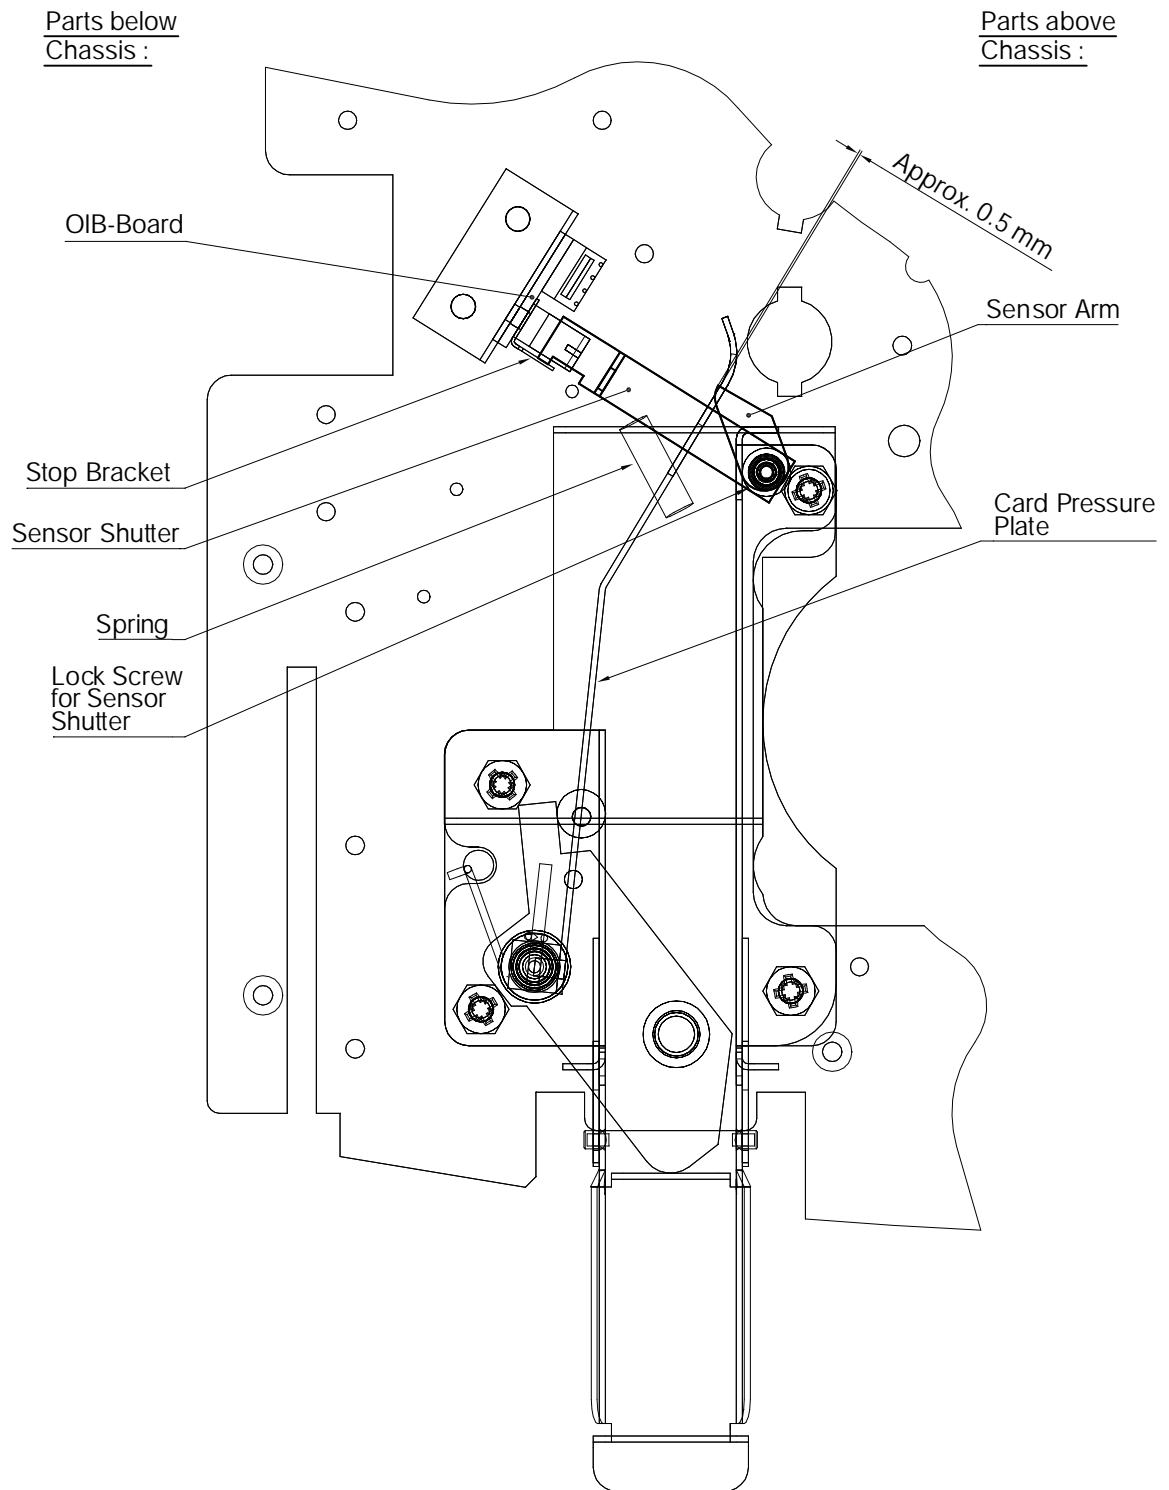 Parts below
Chassis :
Parts above
Chassis :
Approx. 0.5 mm
OIB-Board
Sensor Arm
Stop Bracket
Card Pressure
Plate
Sensor Shutter
Spring
Lock Screw
for Sensor
Shutter